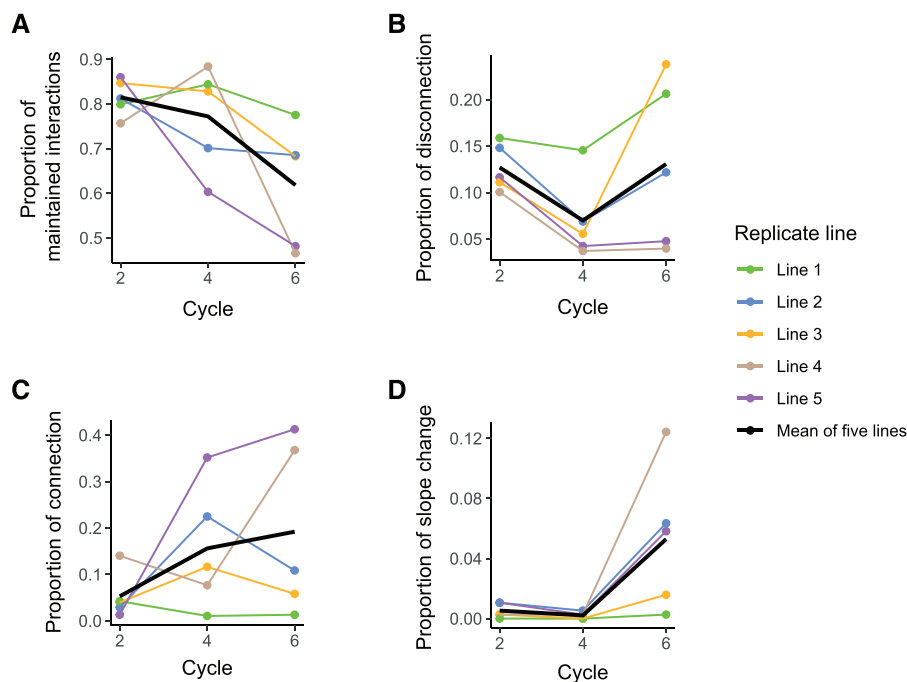 A
Proportion of
maintained interactions
0.9
0.8
0.7
0.6
0.5
2
4
6
Cycle
B
Proportion of disconnection
0.20
0.15
0.10
0.05
2
4
6
Cycle
Replicate line
Line 1
Line 2
Line 3
Line 4
Line 5
Mean of five lines
C
Proportion of connection
0.4
0.3
0.2
0.1
0.0
2
4
6
Cycle
D
Proportion of slope change
0.12
0.08
0.04
0.00
2
4
6
Cycle